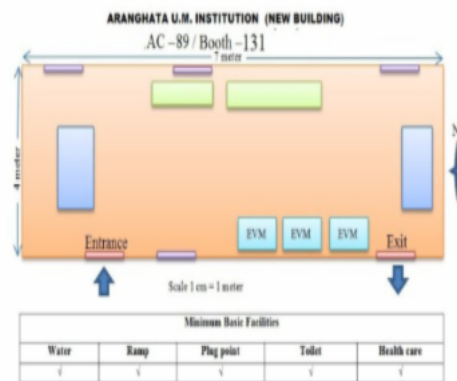 ARANGHATA U.M. INSTITUTION (NEW BUILDING)
AC -89 / Booth -131
7 meter
4 meter
N
EVM EVM EVM
Entrance
Exit
Scale 1 cm = 1 meter
Minimum Basic Facilities
Water Ramp Plug point Toilet Health care
√ √ √ √ √